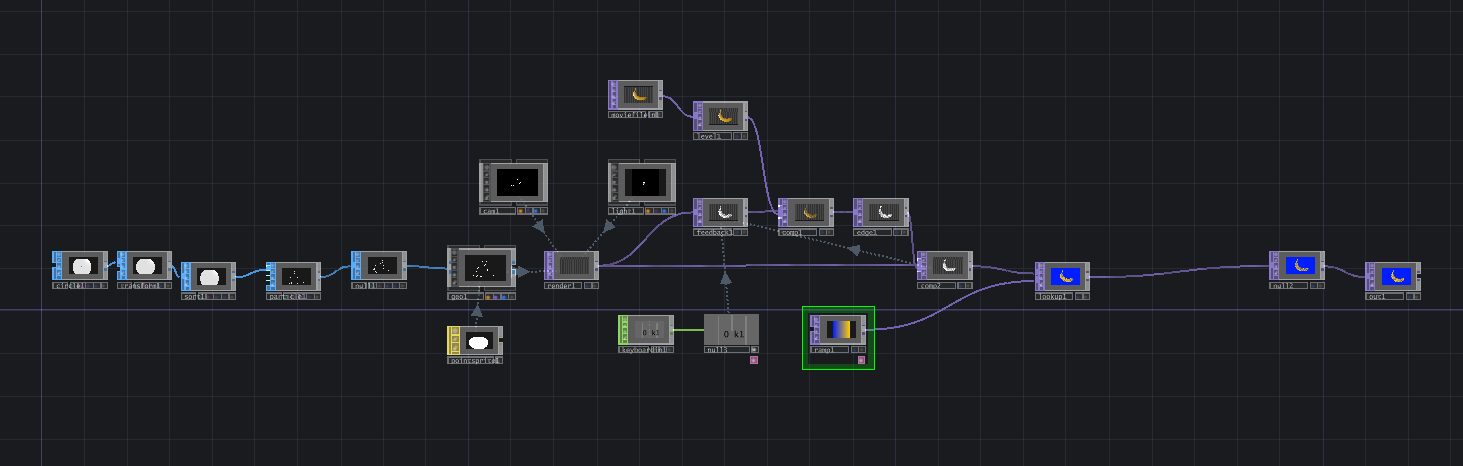 moviefilein1
level1
cam1
light1
feedback1
comp1
edge1
circle1
transform1
sort1
particle1
null1
geo1
render1
comp2
lookup1
null2
out1
pointsprite1
keyboardin1
0 k1
null3
0 k1
ramp1